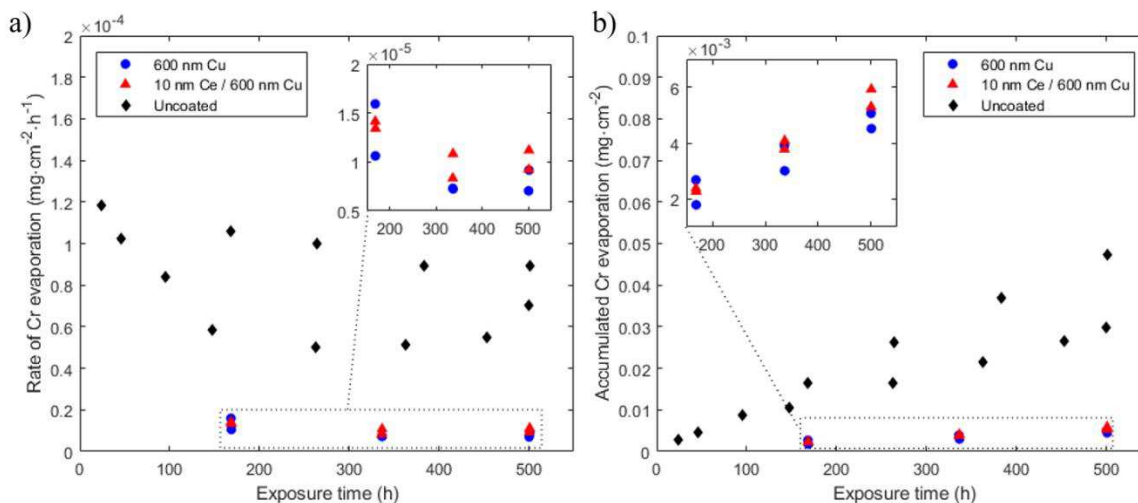 a)
×10⁻⁴
2
1.8
1.6
1.4
1.2
1
0.8
0.6
0.4
0.2
0
Rate of Cr evaporation (mg·cm⁻²·h⁻¹)
600 nm Cu
10 nm Ce / 600 nm Cu
Uncoated
×10⁻⁵
2
1.5
1
0.5
200 300 400 500
0 100 200 300 400 500
Exposure time (h)
b)
0.1
0.09
0.08
0.07
0.06
0.05
0.04
0.03
0.02
0.01
0
Accumulated Cr evaporation (mg·cm⁻²)
×10⁻³
6
4
2
200 300 400 500
600 nm Cu
10 nm Ce / 600 nm Cu
Uncoated
0 100 200 300 400 500
Exposure time (h)